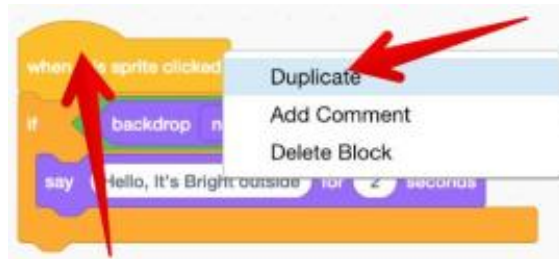 when this sprite clicked
Duplicate
Add Comment
Delete Block
if backdrop
say Hello, It's Bright outside for 2 seconds